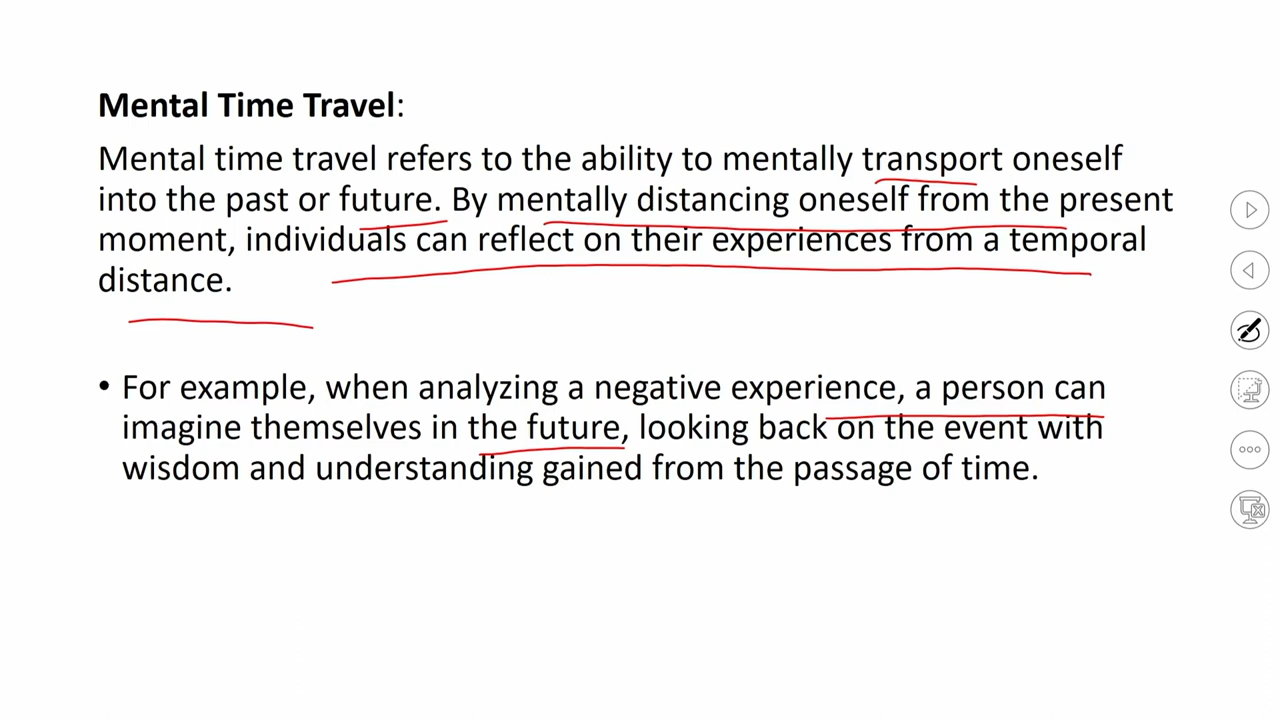 Mental Time Travel:
Mental time travel refers to the ability to mentally transport oneself
into the past or future. By mentally distancing oneself from the present
moment, individuals can reflect on their experiences from a temporal
distance.
• For example, when analyzing a negative experience, a person can
imagine themselves in the future, looking back on the event with
wisdom and understanding gained from the passage of time.